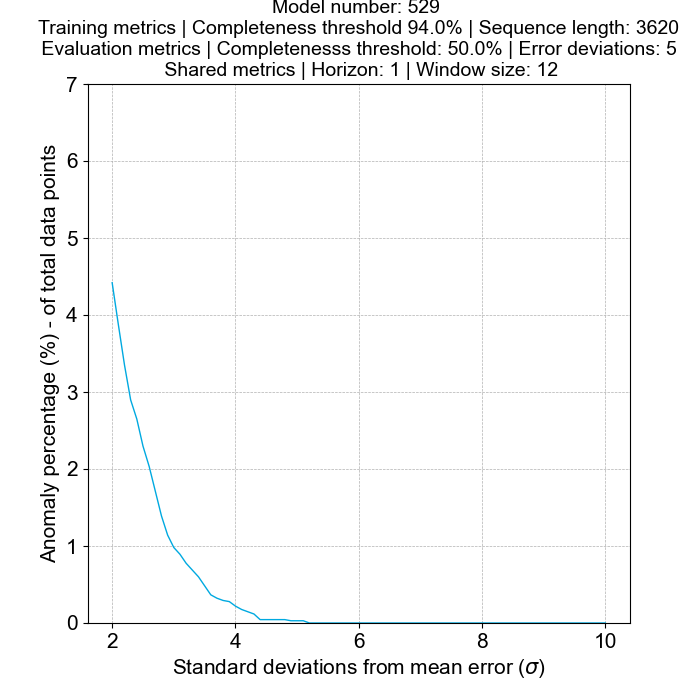 Model number: 529
Training metrics | Completeness threshold 94.0% | Sequence length: 3620
Evaluation metrics | Completenesss threshold: 50.0% | Error deviations: 5
Shared metrics | Horizon: 1 | Window size: 12
Anomaly percentage (%) - of total data points
7
6
5
4
3
2
1
0
2 4 6 8 10
Standard deviations from mean error (σ)